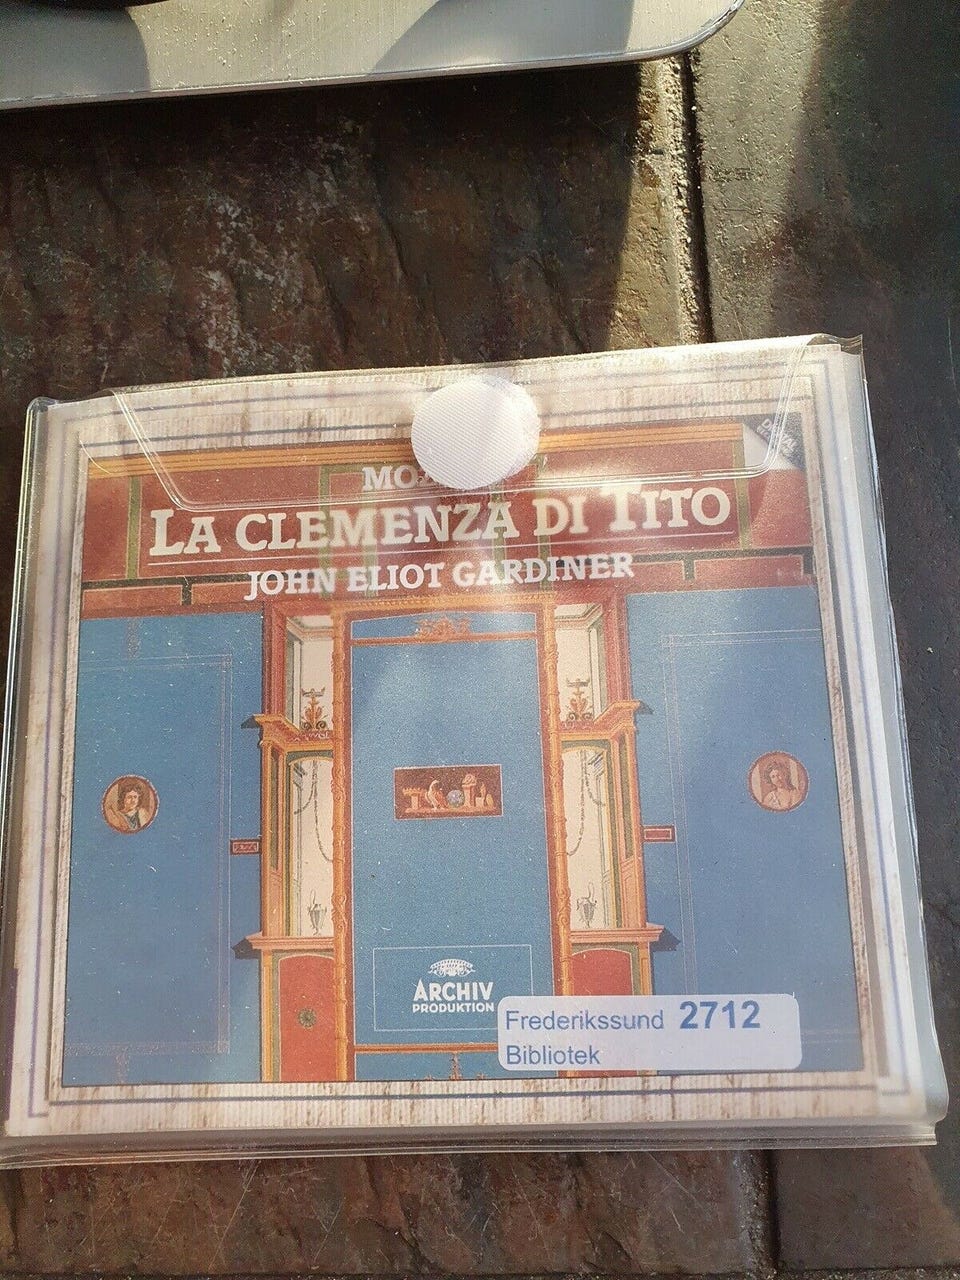 LA CLEMENZA DI TITO
JOHN ELIOT GARDINER
ARCHIV
PRODUKTION
Frederikssund 2712
Bibliotek